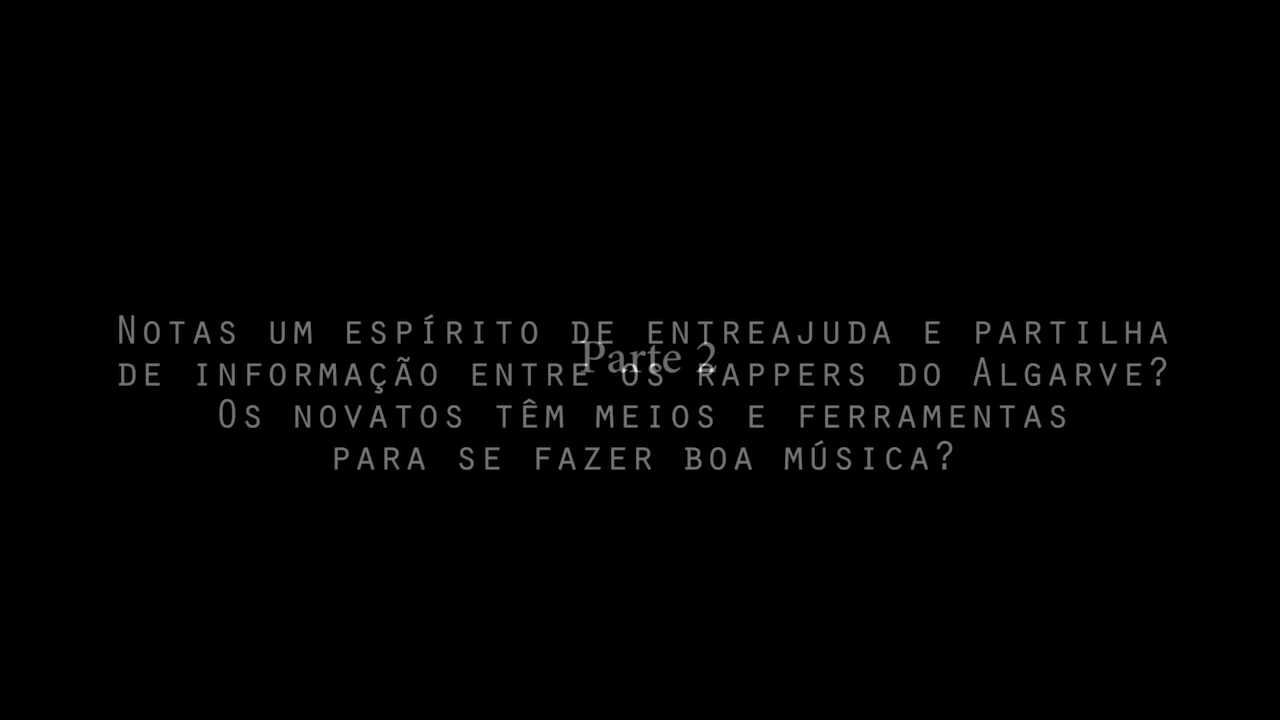 Notas um espírito de entreajuda e partilha
Parte 2
de informação entre os rappers do Algarve?
Os novatos têm meios e ferramentas
para se fazer boa música?